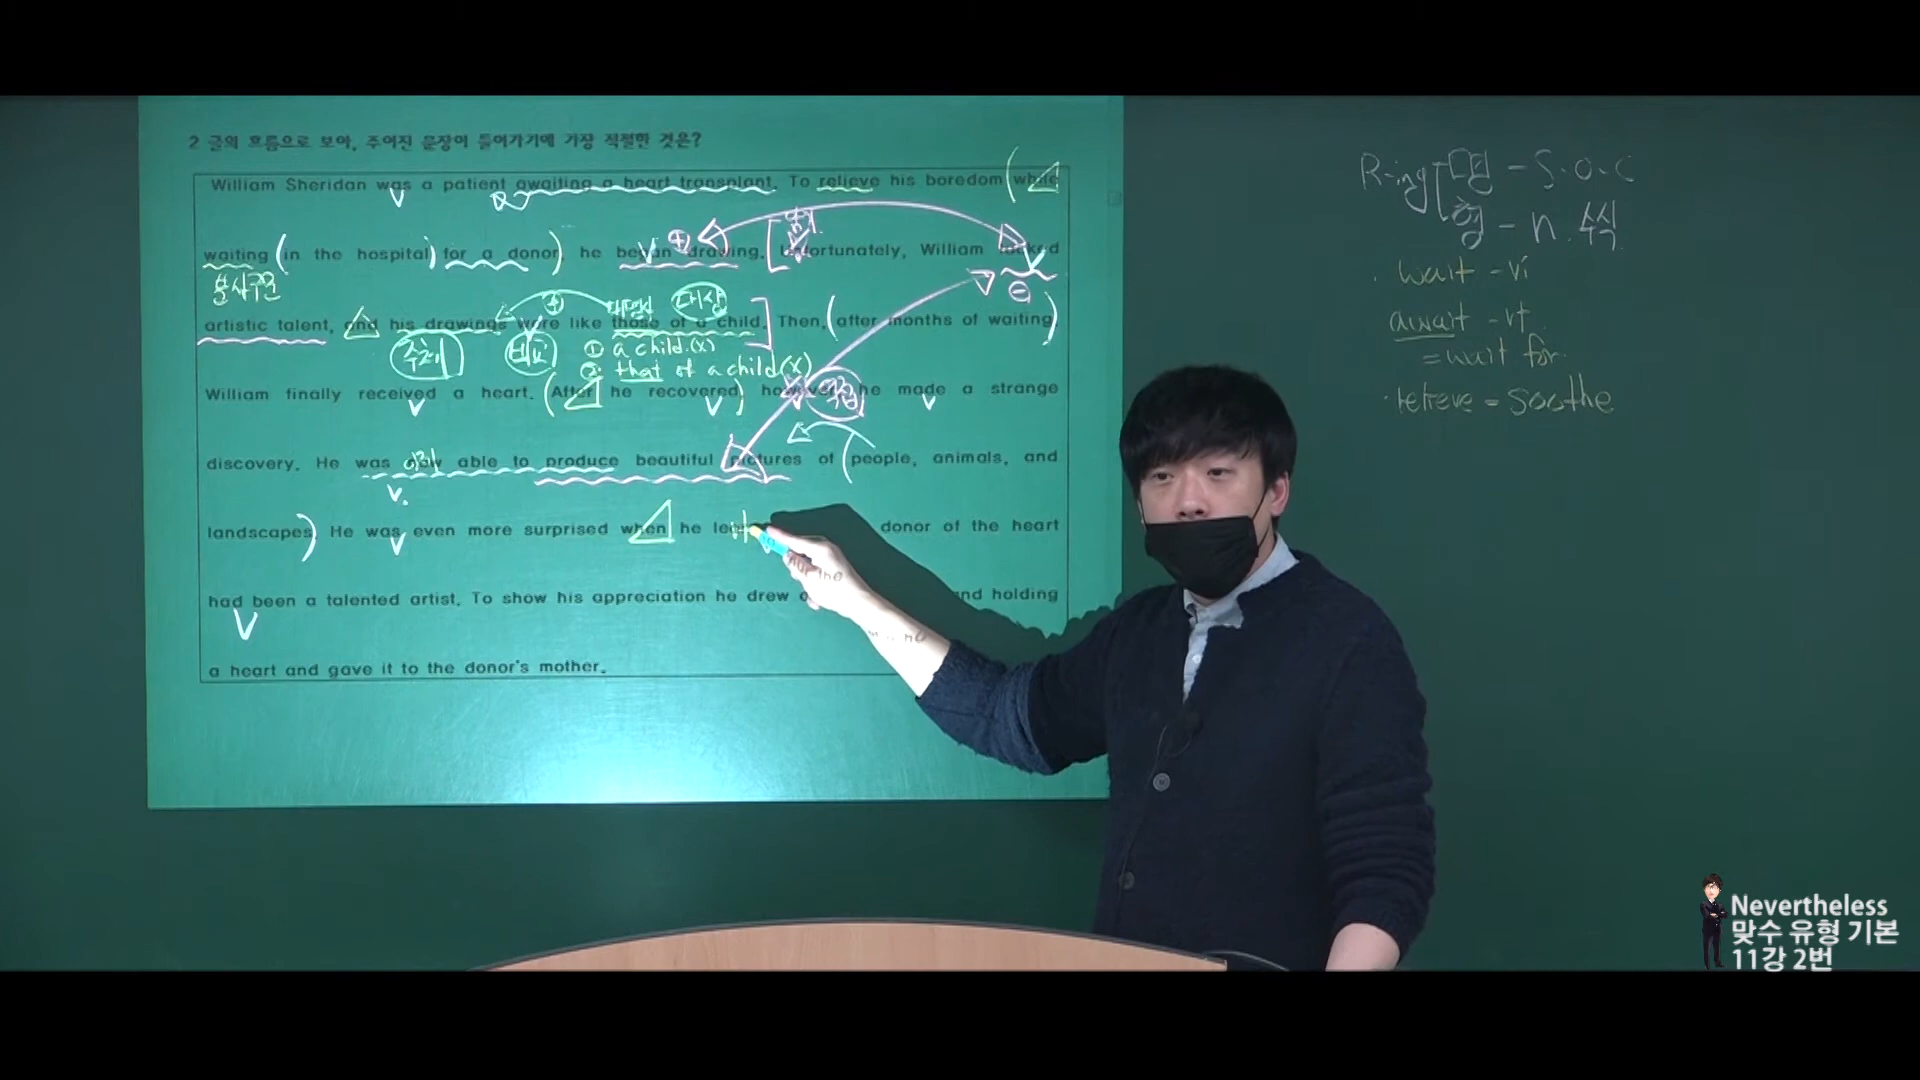 2 글의 흐름으로 보아, 주어진 문장이 들어가기에 가장 적절한 것은?
William Sheridan was a patient awaiting a heart transplant. To relieve his boredom while
waiting in the hospital for a donor, he began drawing. Unfortunately, William lacked
분사구문
artistic talent, and his drawings were like those of a child. Then, after months of waiting,
대명사 대상
주체 비교 ① a child.(x)
② that of a child(x)
William finally received a heart. After he recovered, however, he made a strange
역접
discovery. He was now able to produce beautiful pictures of people, animals, and
landscapes. He was even more surprised when he donor of the heart
had been a talented artist. To show his appreciation he drew and holding
a heart and gave it to the donor's mother.
R-ing 명 - S.O.C
형 - n. 수식
· wait - vi
await - vt
= wait for.
· relieve = soothe
Nevertheless
맞수 유형 기본
11강 2번